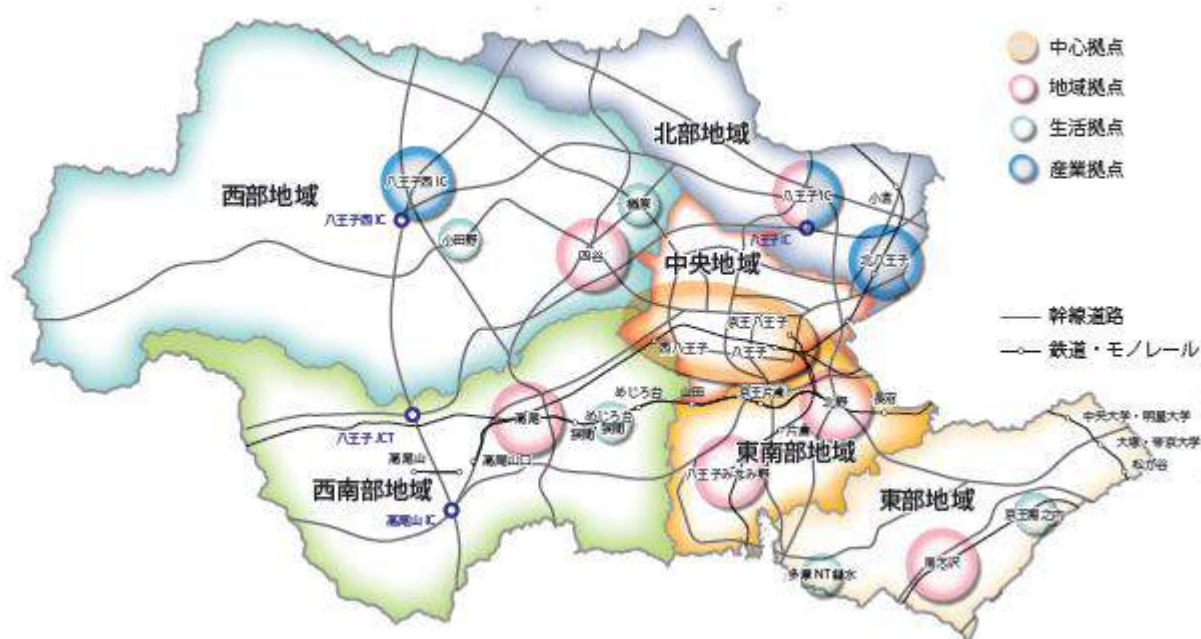 中心拠点
地域拠点
生活拠点
産業拠点
幹線道路
鉄道・モノレール
北部地域
西部地域
中央地域
西南部地域
東南部地域
東部地域
八王子西IC
八王子西IC
小田野
楢原
四谷
八王子IC
八王子IC
小宮
北八王子
京王八王子
八王子
西八王子
めじろ台
山田
京王片倉
北野
長沼
片倉
八王子みなみ野
高尾
めじろ台
狭間
狭間
八王子JCT
高尾山
高尾山口
高尾山IC
中央大学・明星大学
大塚・帝京大学
松が谷
京王堀之内
南大沢
多摩NT鑓水